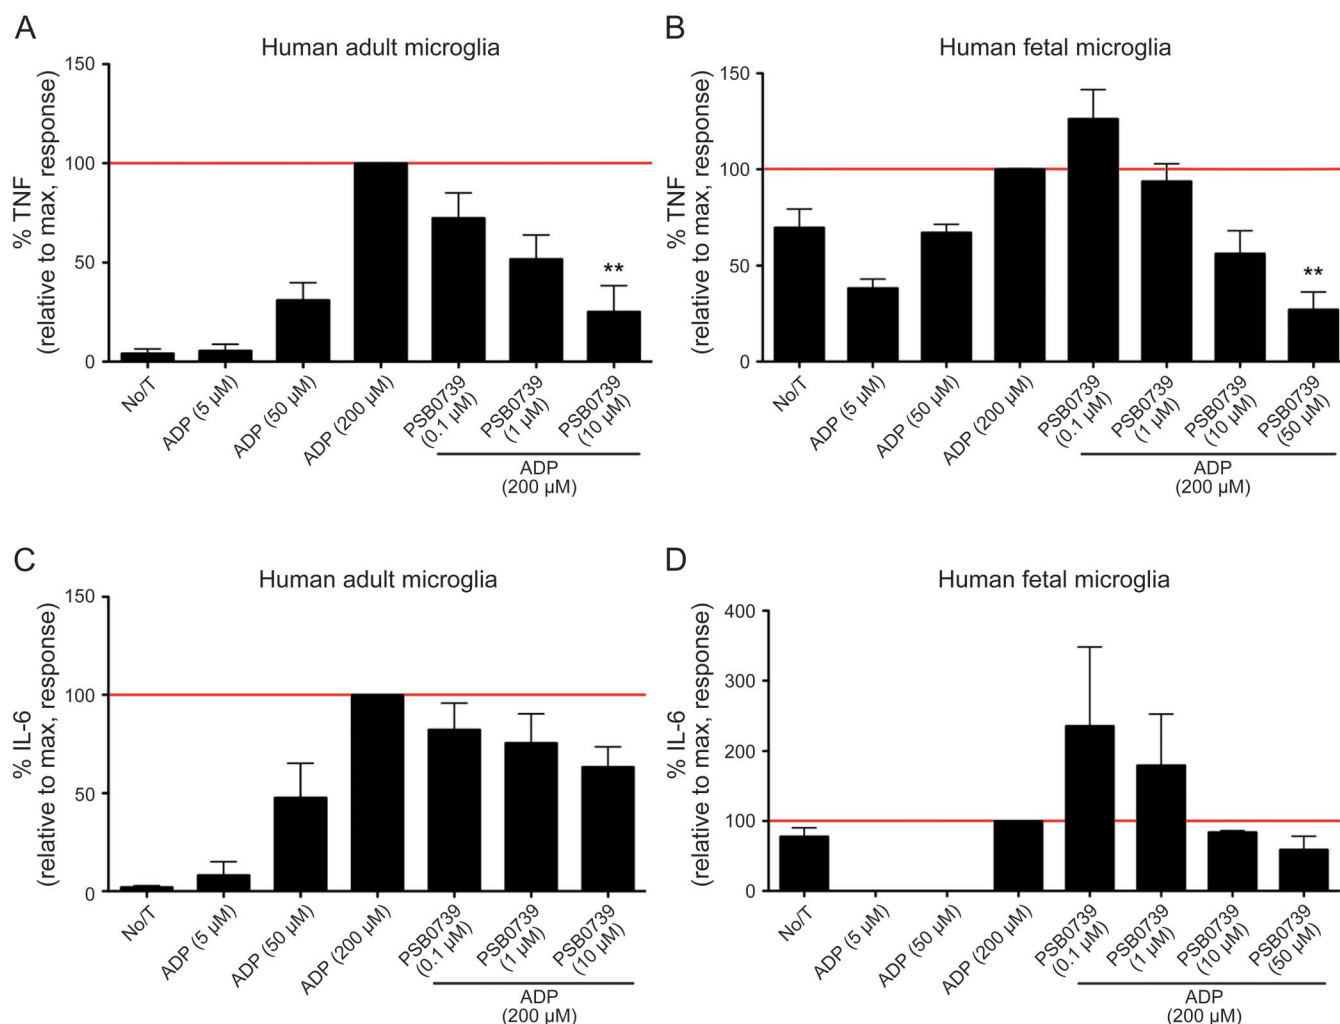 A
Human adult microglia
% TNF
(relative to max, response)
150
100
50
0
No/T
ADP (5 µM)
ADP (50 µM)
ADP (200 µM)
PSB0739
(0.1 µM)
PSB0739
(1 µM)
PSB0739
(10 µM)
**
ADP
(200 µM)
B
Human fetal microglia
% TNF
(relative to max, response)
150
100
50
0
No/T
ADP (5 µM)
ADP (50 µM)
ADP (200 µM)
PSB0739
(0.1 µM)
PSB0739
(1 µM)
PSB0739
(10 µM)
PSB0739
(50 µM)
**
ADP
(200 µM)
C
Human adult microglia
% IL-6
(relative to max, response)
150
100
50
0
No/T
ADP (5 µM)
ADP (50 µM)
ADP (200 µM)
PSB0739
(0.1 µM)
PSB0739
(1 µM)
PSB0739
(10 µM)
ADP
(200 µM)
D
Human fetal microglia
% IL-6
(relative to max, response)
400
300
200
100
0
No/T
ADP (5 µM)
ADP (50 µM)
ADP (200 µM)
PSB0739
(0.1 µM)
PSB0739
(1 µM)
PSB0739
(10 µM)
PSB0739
(50 µM)
ADP
(200 µM)